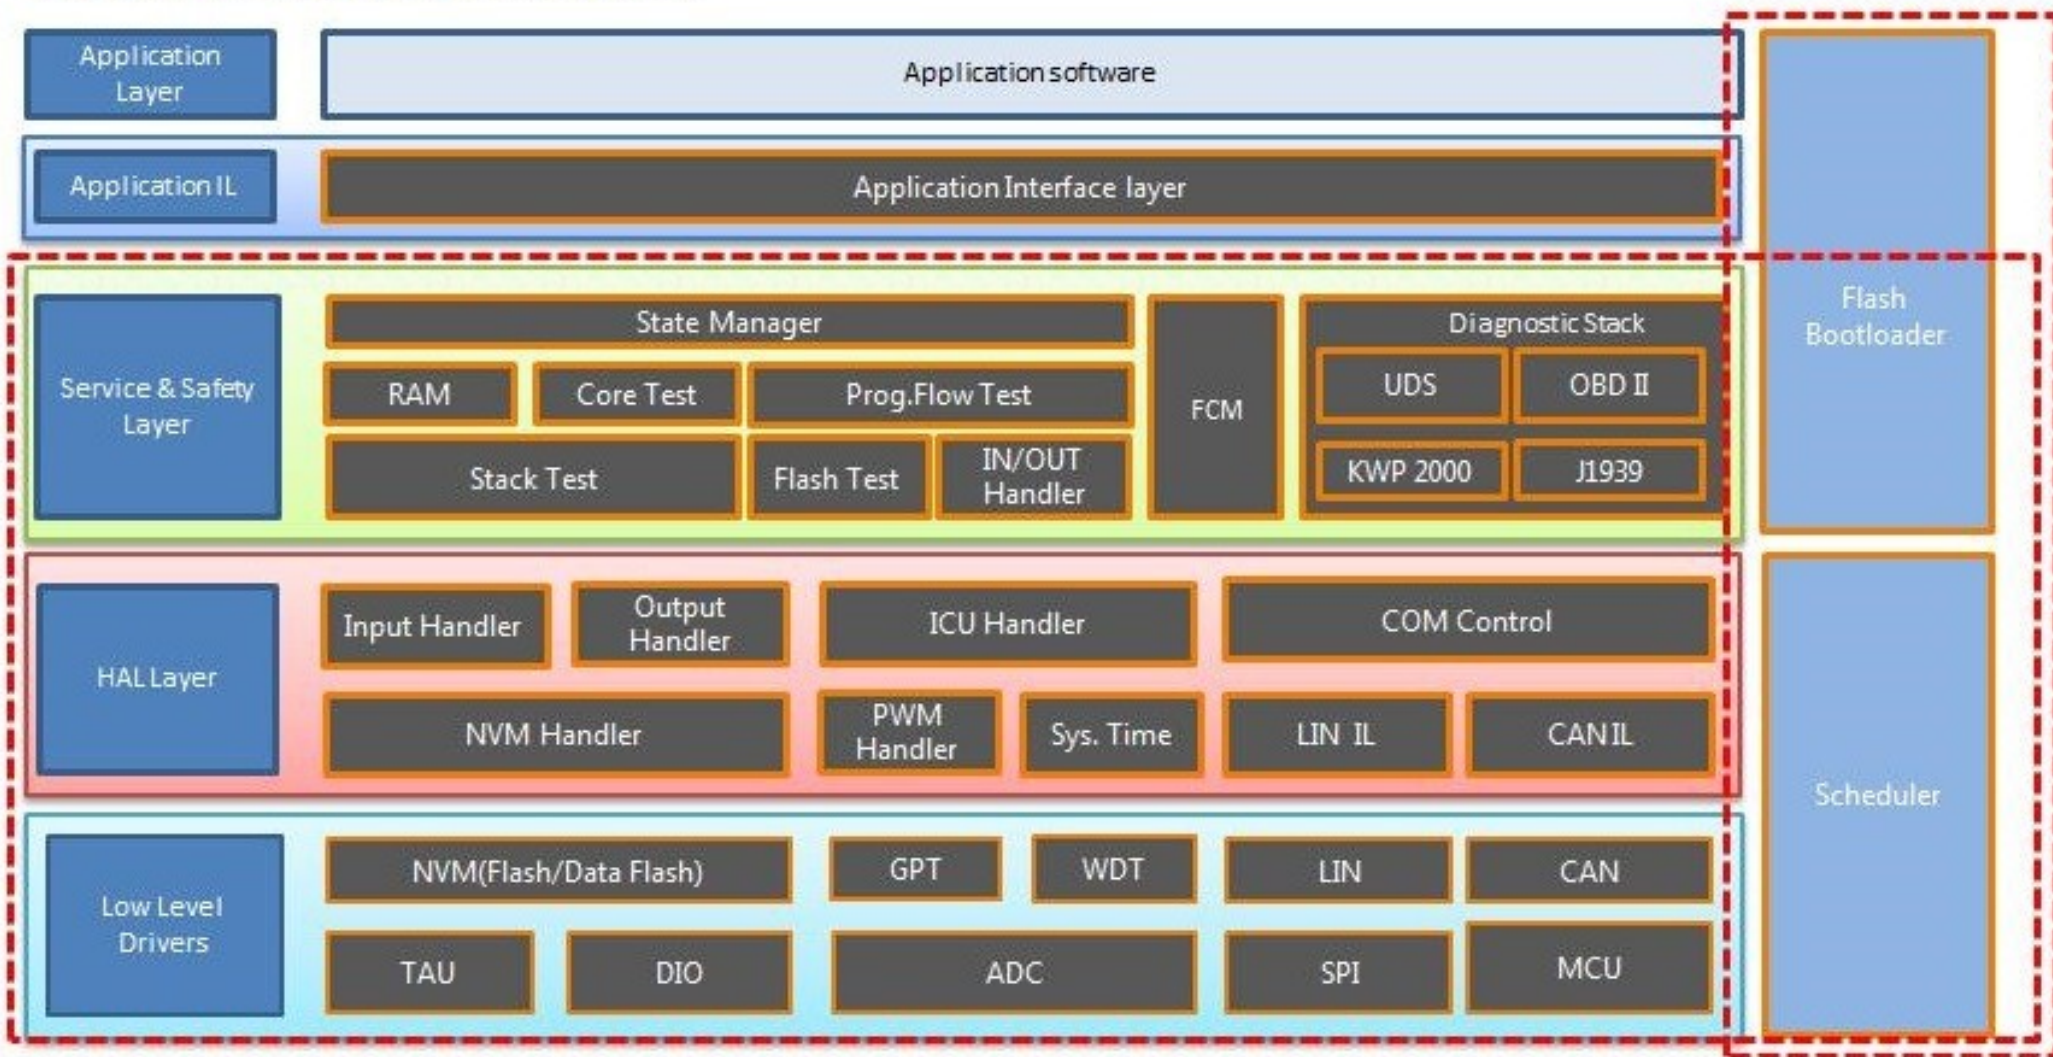 Application
Layer
Application software
Application IL
Application Interface layer
Service & Safety
Layer
State Manager
RAM
Core Test
Prog.Flow Test
Stack Test
Flash Test
IN/OUT
Handler
FCM
Diagnostic Stack
UDS
OBD II
KWP 2000
J1939
Flash
Bootloader
HAL Layer
Input Handler
Output
Handler
ICU Handler
COM Control
NVM Handler
PWM
Handler
Sys. Time
LIN IL
CAN IL
Scheduler
Low Level
Drivers
NVM(Flash/Data Flash)
GPT
WDT
LIN
CAN
TAU
DIO
ADC
SPI
MCU